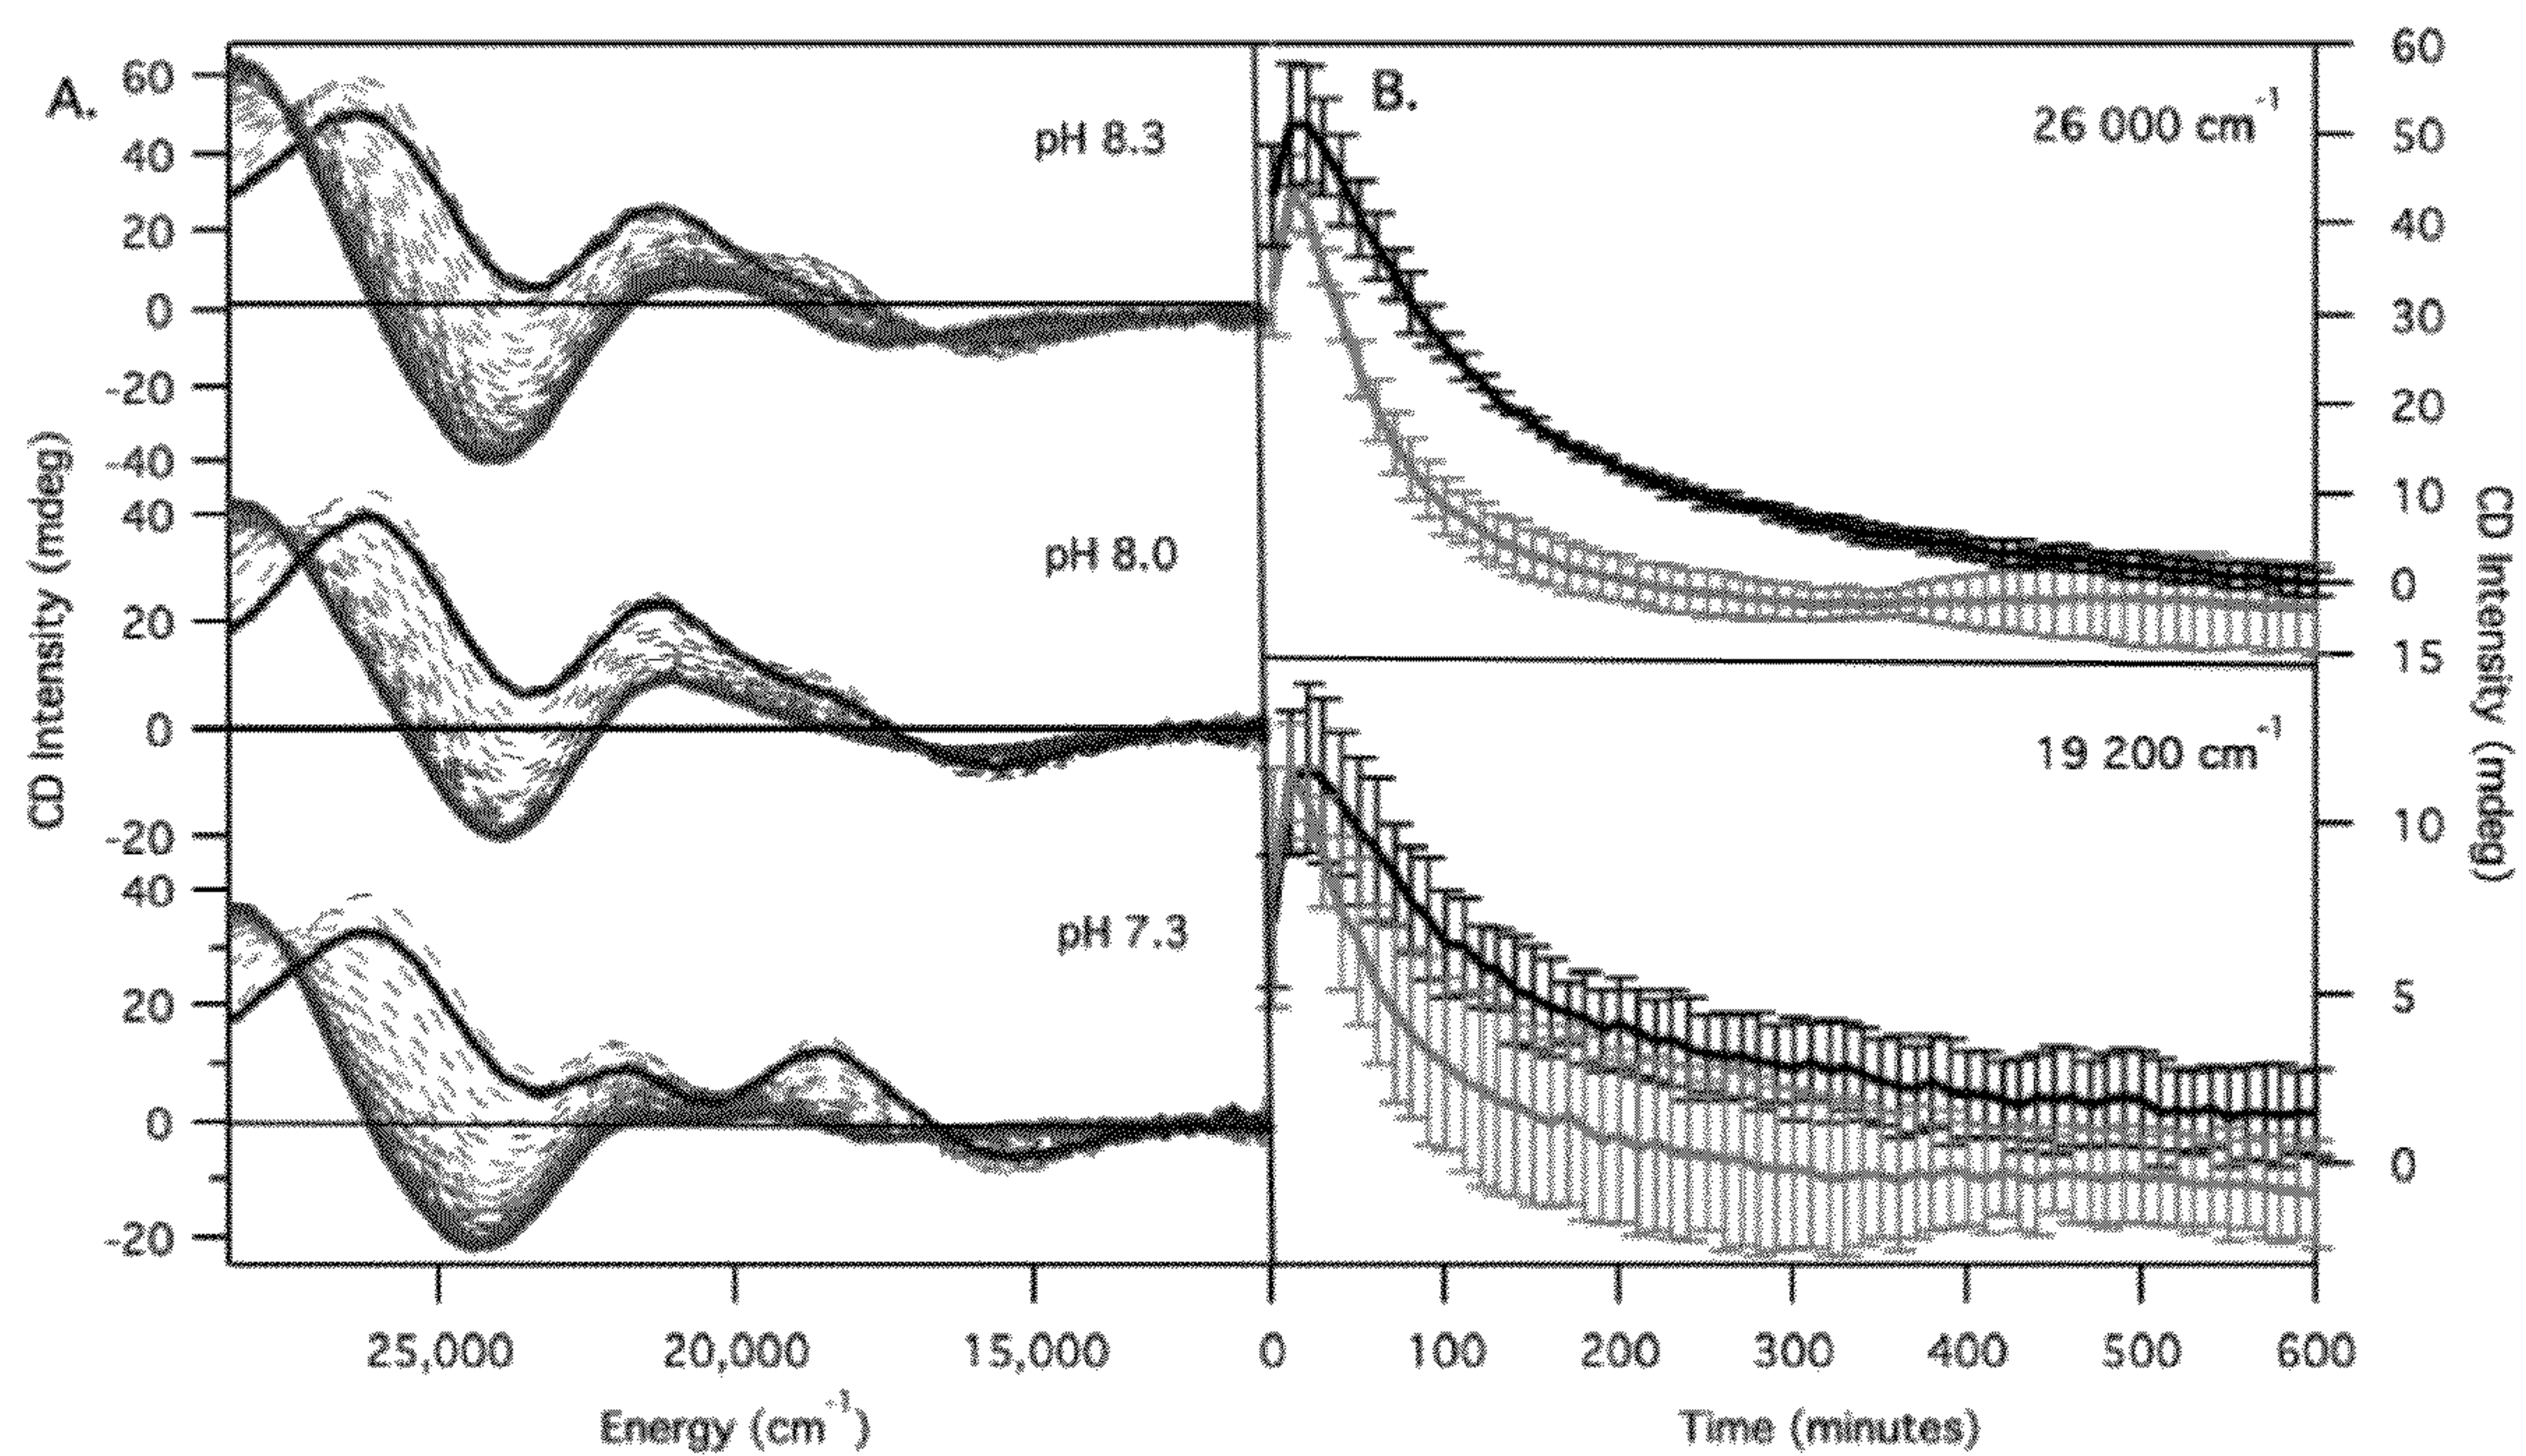 A.
CD Intensity (mdeg)
60
40
20
0
-20
-40
pH 8.3
40
20
0
-20
pH 8.0
40
20
0
-20
pH 7.3
25,000 20,000 15,000
Energy (cm⁻¹)
B.
26 000 cm⁻¹
60
50
40
30
20
10
0
19 200 cm⁻¹
15
10
5
0
CD Intensity (mdeg)
0 100 200 300 400 500 600
Time (minutes)